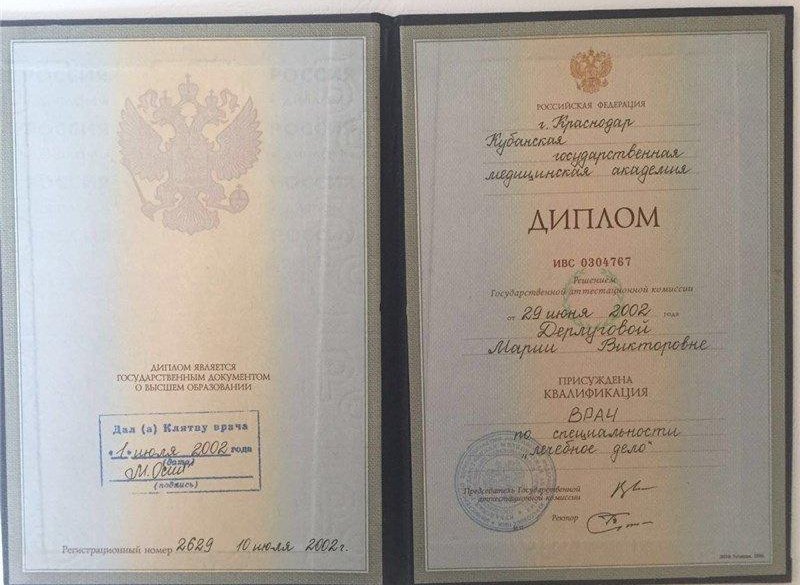 ДИПЛОМ ЯВЛЯЕТСЯ
ГОСУДАРСТВЕННЫМ ДОКУМЕНТОМ
О ВЫСШЕМ ОБРАЗОВАНИИ
Дал (а) Клятву врача
"1" июля 2002 года
(дата)
(подпись)
Регистрационный номер 2629 10 июля 2002г.
РОССИЙСКАЯ ФЕДЕРАЦИЯ
г. Краснодар
Кубанская
государственная
медицинская академия
ДИПЛОМ
ИВС 0304767
Решением
Государственной аттестационной комиссии
от 29 июня 2002 года
Дерлуговой
Марии Викторовне
ПРИСУЖДЕНА
КВАЛИФИКАЦИЯ
ВРАЧ
по специальности
"лечебное дело"
Председатель Государственной
аттестационной комиссии
Ректор